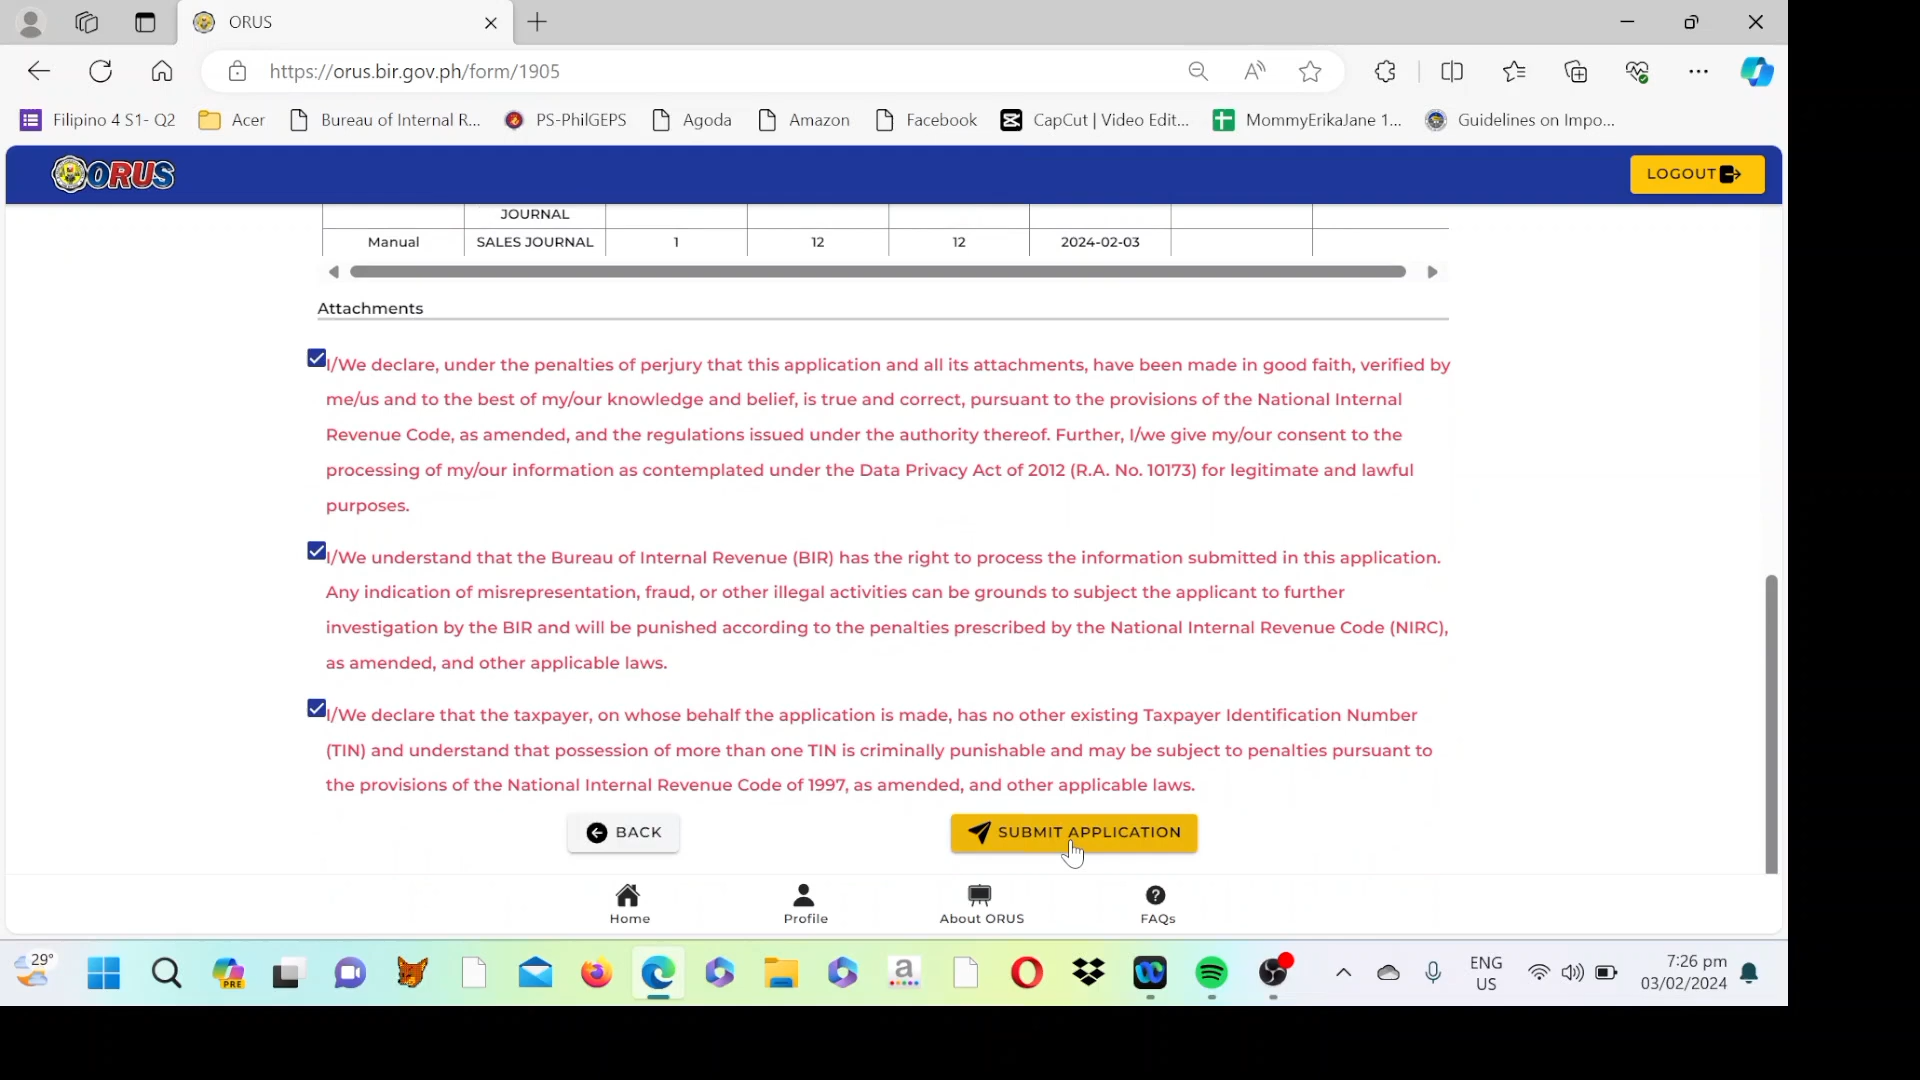 ORUS
https://orus.bir.gov.ph/form/1905
Filipino 4 S1- Q2
Acer
Bureau of Internal R...
PS-PhilGEPS
Agoda
Amazon
Facebook
CapCut | Video Edit...
MommyErikaJane 1...
Guidelines on Impo...
ORUS
LOGOUT
JOURNAL
Manual SALES JOURNAL 1 12 12 2024-02-03
Attachments
I/We declare, under the penalties of perjury that this application and all its attachments, have been made in good faith, verified by
me/us and to the best of my/our knowledge and belief, is true and correct, pursuant to the provisions of the National Internal
Revenue Code, as amended, and the regulations issued under the authority thereof. Further, I/we give my/our consent to the
processing of my/our information as contemplated under the Data Privacy Act of 2012 (R.A. No. 10173) for legitimate and lawful
purposes.
I/We understand that the Bureau of Internal Revenue (BIR) has the right to process the information submitted in this application.
Any indication of misrepresentation, fraud, or other illegal activities can be grounds to subject the applicant to further
investigation by the BIR and will be punished according to the penalties prescribed by the National Internal Revenue Code (NIRC),
as amended, and other applicable laws.
I/We declare that the taxpayer, on whose behalf the application is made, has no other existing Taxpayer Identification Number
(TIN) and understand that possession of more than one TIN is criminally punishable and may be subject to penalties pursuant to
the provisions of the National Internal Revenue Code of 1997, as amended, and other applicable laws.
BACK
SUBMIT APPLICATION
Home
Profile
About ORUS
FAQs
29°
PRE
a
ENG
US
7:26 pm
03/02/2024